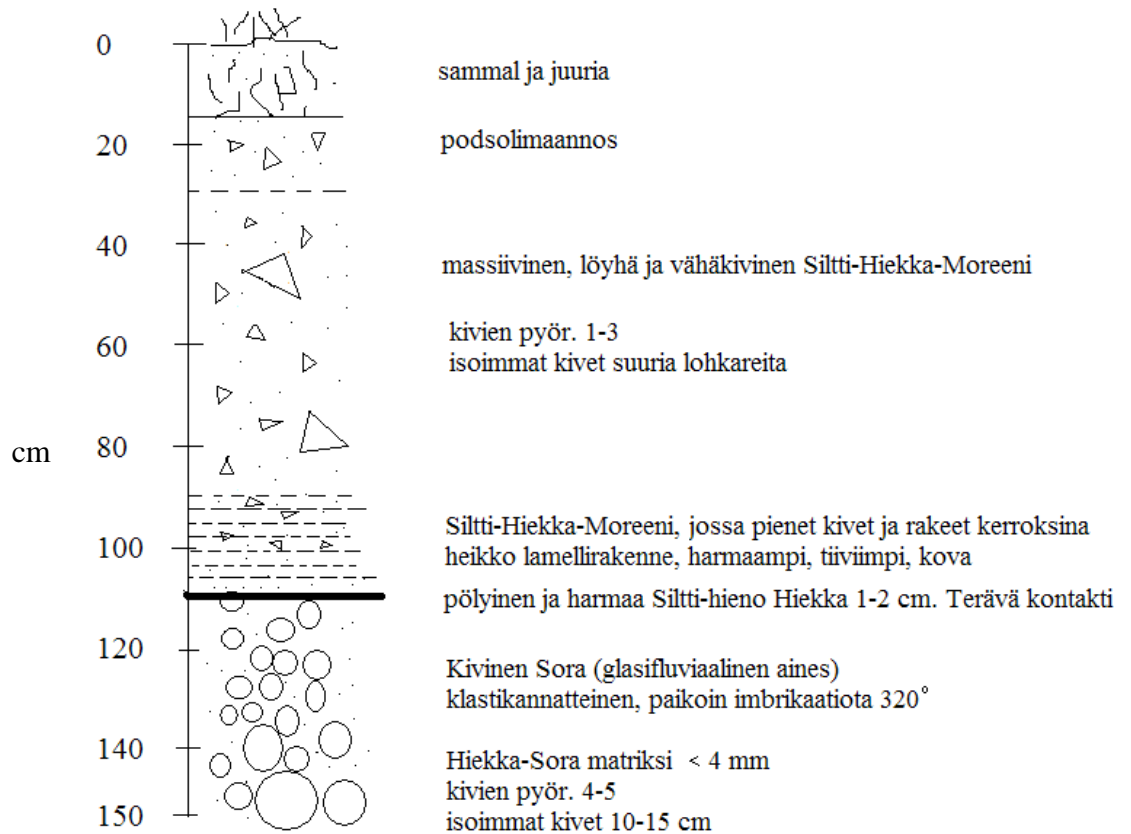 0
sammal ja juuria
20
podsolimaannos
40
massiivinen, löyhä ja vähäkivinen Siltti-Hiekka-Moreeni
60
kivien pyör. 1-3
isoimmat kivet suuria lohkareita
80
cm
100
Siltti-Hiekka-Moreeni, jossa pienet kivet ja rakeet kerroksina
heikko lamellirakenne, harmaampi, tiiviimpi, kova
pölyinen ja harmaa Siltti-hieno Hiekka 1-2 cm. Terävä kontakti
120
Kivinen Sora (glasifluviaalinen aines)
klastikannatteinen, paikoin imbrikaatiota 320°
140
Hiekka-Sora matriksi < 4 mm
kivien pyör. 4-5
150
isoimmat kivet 10-15 cm